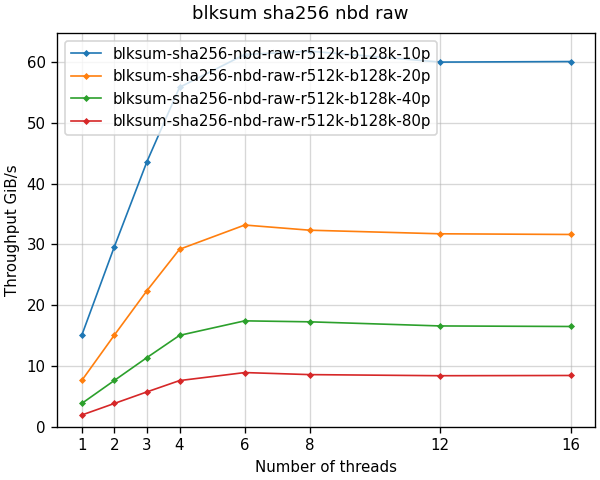 blksum sha256 nbd raw
blksum-sha256-nbd-raw-r512k-b128k-10p
blksum-sha256-nbd-raw-r512k-b128k-20p
blksum-sha256-nbd-raw-r512k-b128k-40p
blksum-sha256-nbd-raw-r512k-b128k-80p
Throughput GiB/s
60
50
40
30
20
10
0
1 2 3 4 6 8 12 16
Number of threads